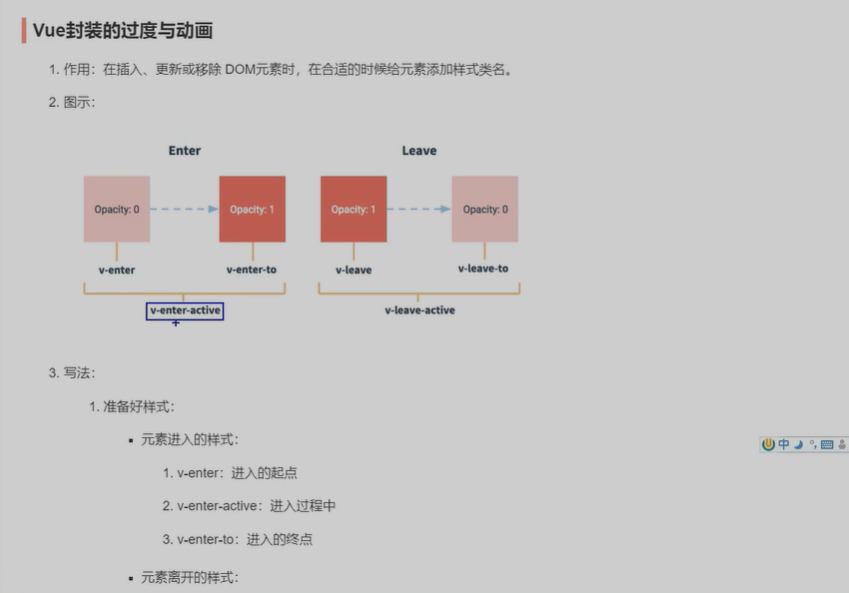 Vue封装的过度与动画
1. 作用：在插入、更新或移除 DOM元素时，在合适的时候给元素添加样式类名。
2. 图示：
Enter Leave
Opacity: 0 Opacity: 1 Opacity: 1 Opacity: 0
v-enter v-enter-to v-leave v-leave-to
v-enter-active v-leave-active
3. 写法：
1. 准备好样式：
▪ 元素进入的样式：
1. v-enter：进入的起点
2. v-enter-active：进入过程中
3. v-enter-to：进入的终点
▪ 元素离开的样式：
中